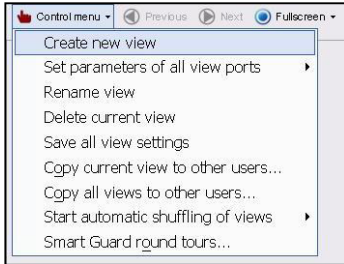 Control menu Previous Next Fullscreen
Create new view
Set parameters of all view ports
Rename view
Delete current view
Save all view settings
Copy current view to other users...
Copy all views to other users...
Start automatic shuffling of views
Smart Guard round tours...